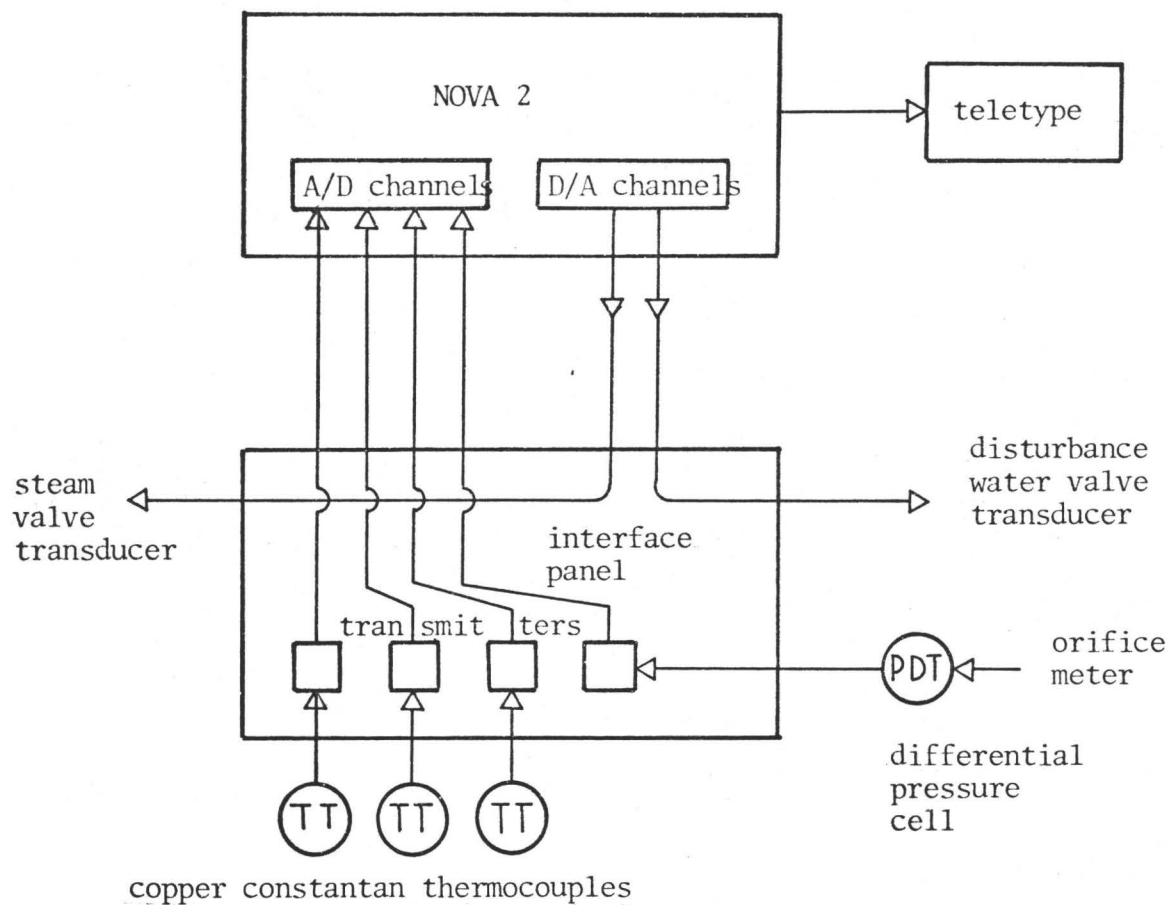 NOVA 2
teletype
A/D channels
D/A channels
steam
valve
transducer
disturbance
water valve
transducer
interface
panel
tran smit ters
PDT
orifice
meter
differential
pressure
cell
TT
TT
TT
copper constantan thermocouples